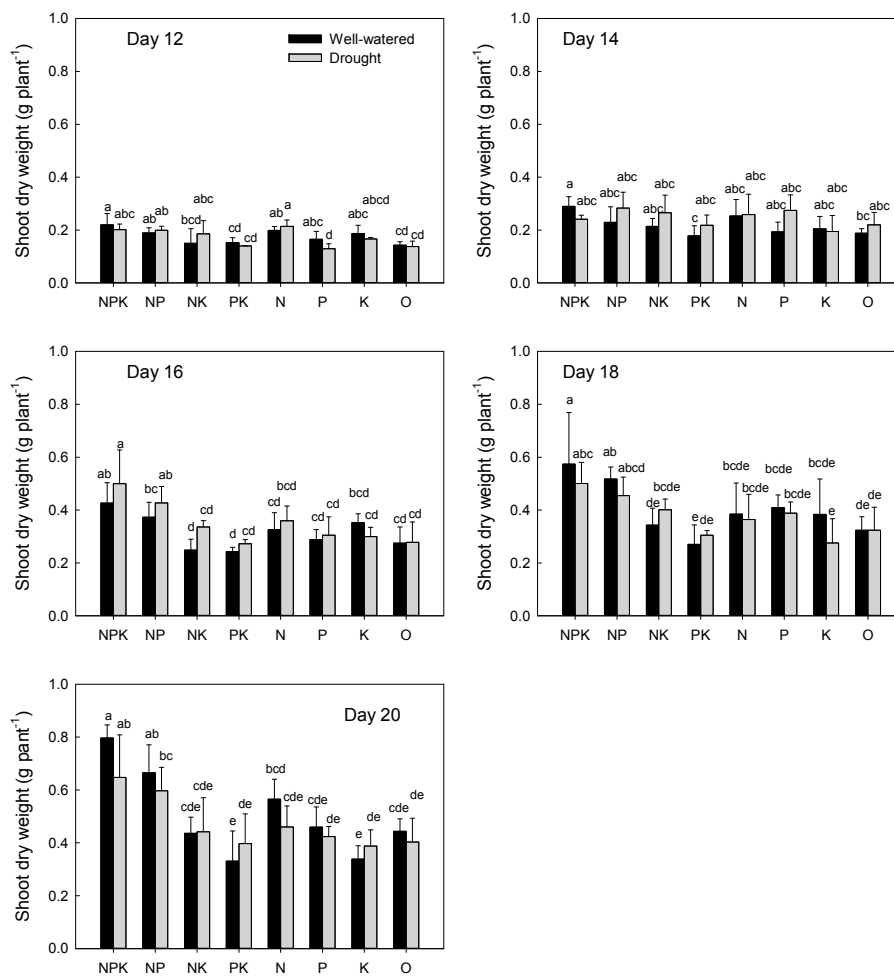 Day 12
Well-watered
Drought
Shoot dry weight (g plant⁻¹)
1.0
0.8
0.6
0.4
0.2
0.0
a abc ab ab bcd abc cd cd ab a abc d abc abcd cd cd
NPK NP NK PK N P K O
Day 14
Shoot dry weight (g plant⁻¹)
1.0
0.8
0.6
0.4
0.2
0.0
a abc abc abc abc abc c abc abc abc abc abc abc abc bc abc
NPK NP NK PK N P K O
Day 16
Shoot dry weight (g plant⁻¹)
1.0
0.8
0.6
0.4
0.2
0.0
ab a bc ab d cd d cd cd bcd cd cd bcd cd cd cd
NPK NP NK PK N P K O
Day 18
Shoot dry weight (g plant⁻¹)
1.0
0.8
0.6
0.4
0.2
0.0
a abc ab abcd de bcde e de bcde bcde bcde bcde bcde e de de
NPK NP NK PK N P K O
Day 20
Shoot dry weight (g pant⁻¹)
1.0
0.8
0.6
0.4
0.2
0.0
a ab ab bc cde cde e de bcd cde cde de e de cde de
NPK NP NK PK N P K O